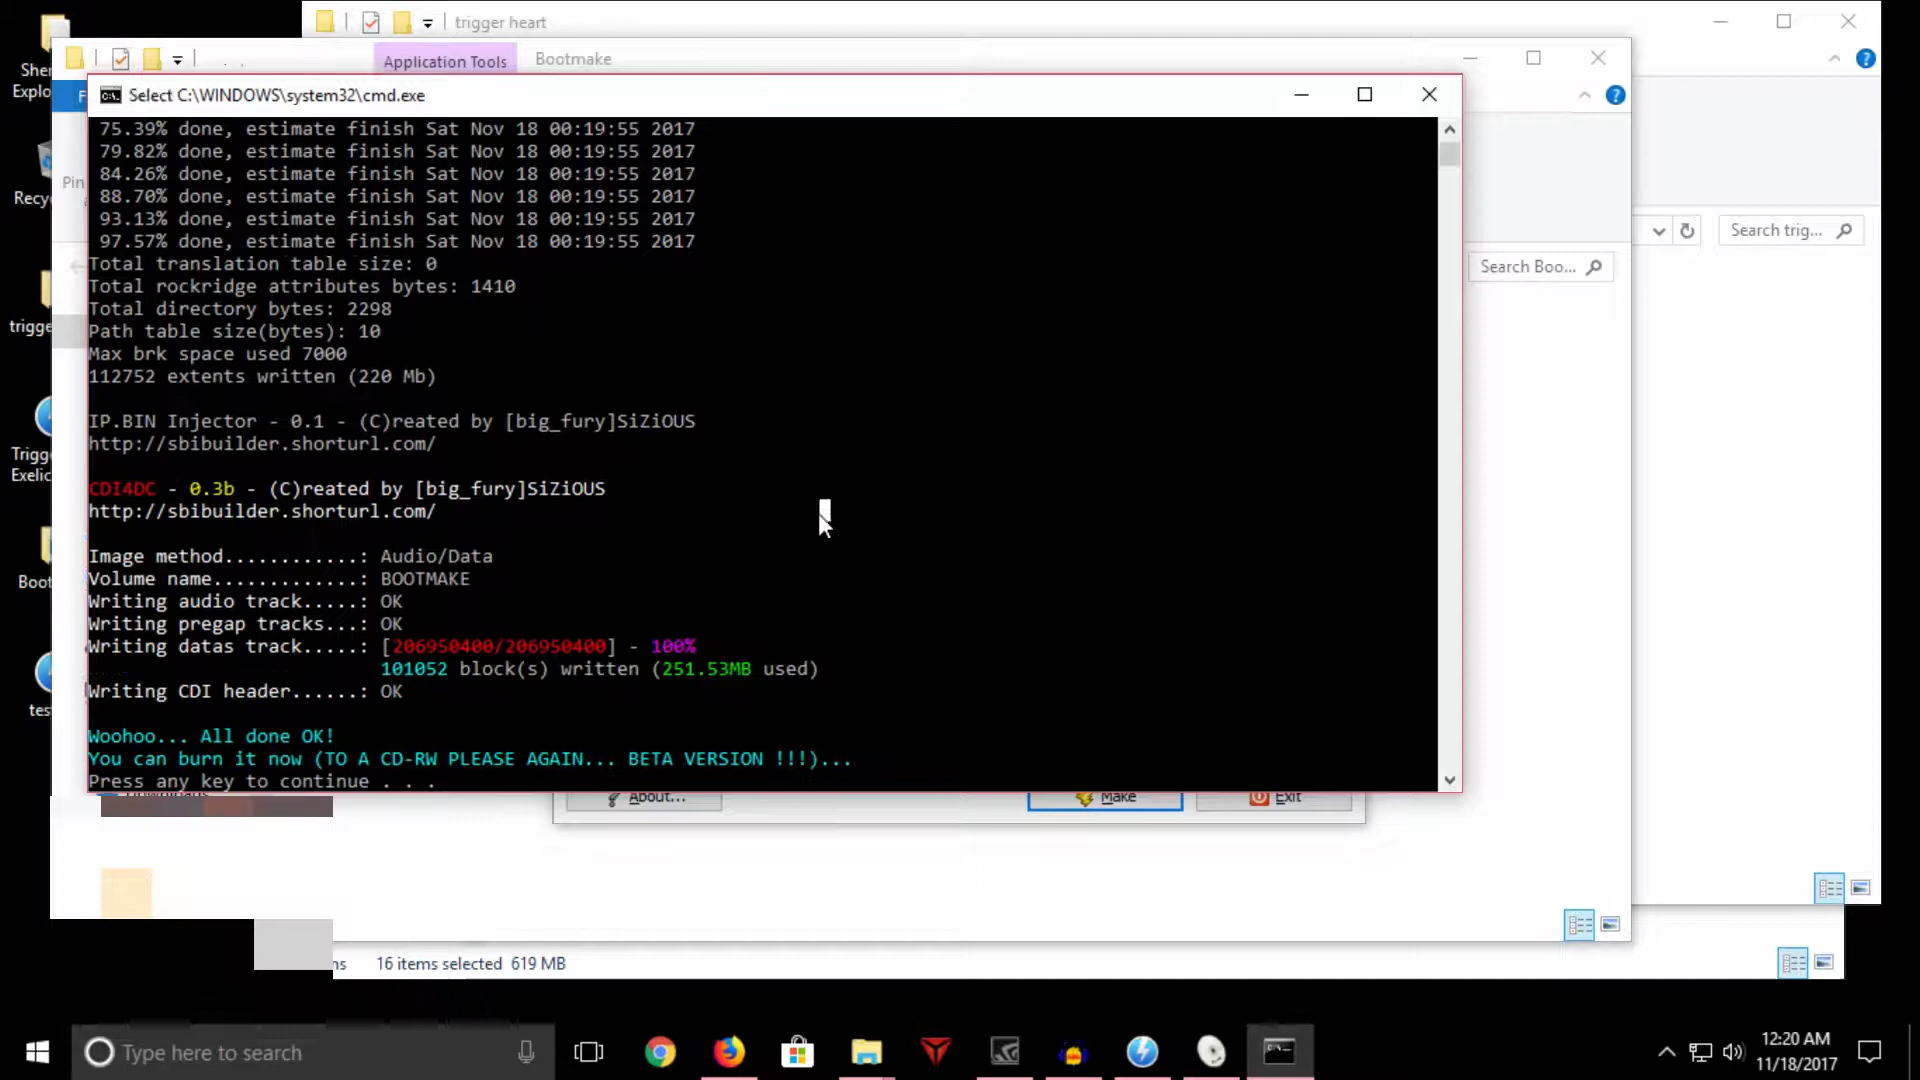 trigger heart
Application Tools
Bootmake
Select C:\WINDOWS\system32\cmd.exe
75.39% done, estimate finish Sat Nov 18 00:19:55 2017
79.82% done, estimate finish Sat Nov 18 00:19:55 2017
84.26% done, estimate finish Sat Nov 18 00:19:55 2017
88.70% done, estimate finish Sat Nov 18 00:19:55 2017
93.13% done, estimate finish Sat Nov 18 00:19:55 2017
97.57% done, estimate finish Sat Nov 18 00:19:55 2017
Total translation table size: 0
Total rockridge attributes bytes: 1410
Total directory bytes: 2298
Path table size(bytes): 10
Max brk space used 7000
112752 extents written (220 Mb)
IP.BIN Injector - 0.1 - (C)reated by [big_fury]SiZiOUS
http://sbibuilder.shorturl.com/
CDI4DC - 0.3b - (C)reated by [big_fury]SiZiOUS
http://sbibuilder.shorturl.com/
Image method............: Audio/Data
Volume name.............: BOOTMAKE
Writing audio track.....: OK
Writing pregap tracks...: OK
Writing datas track.....: [206950400/206950400] - 100%
101052 block(s) written (251.53MB used)
Writing CDI header......: OK
Woohoo... All done OK!
You can burn it now (TO A CD-RW PLEASE AGAIN... BETA VERSION !!!)...
Press any key to continue . . .
She
Explo
Recy
Pin
F
trigge
Trigg
Exelic
Boot
tes
Search trig...
Search Boo...
About...
Make
Exit
16 items selected 619 MB
Type here to search
12:20 AM
11/18/2017